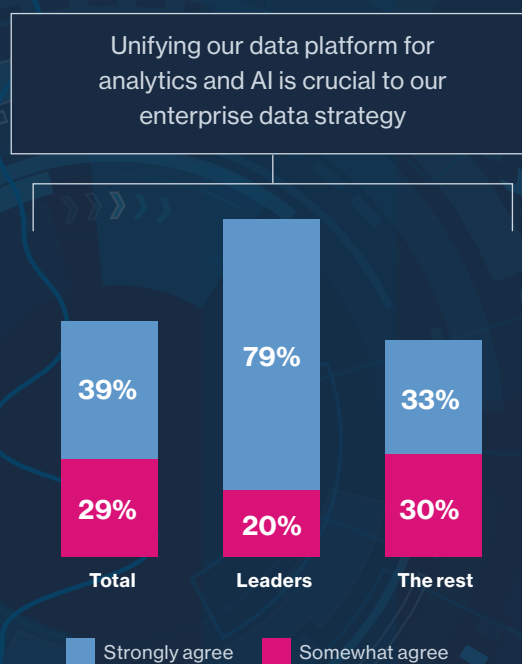 Unifying our data platform for
analytics and AI is crucial to our
enterprise data strategy
39%
29%
79%
20%
33%
30%
Total
Leaders
The rest
Strongly agree
Somewhat agree